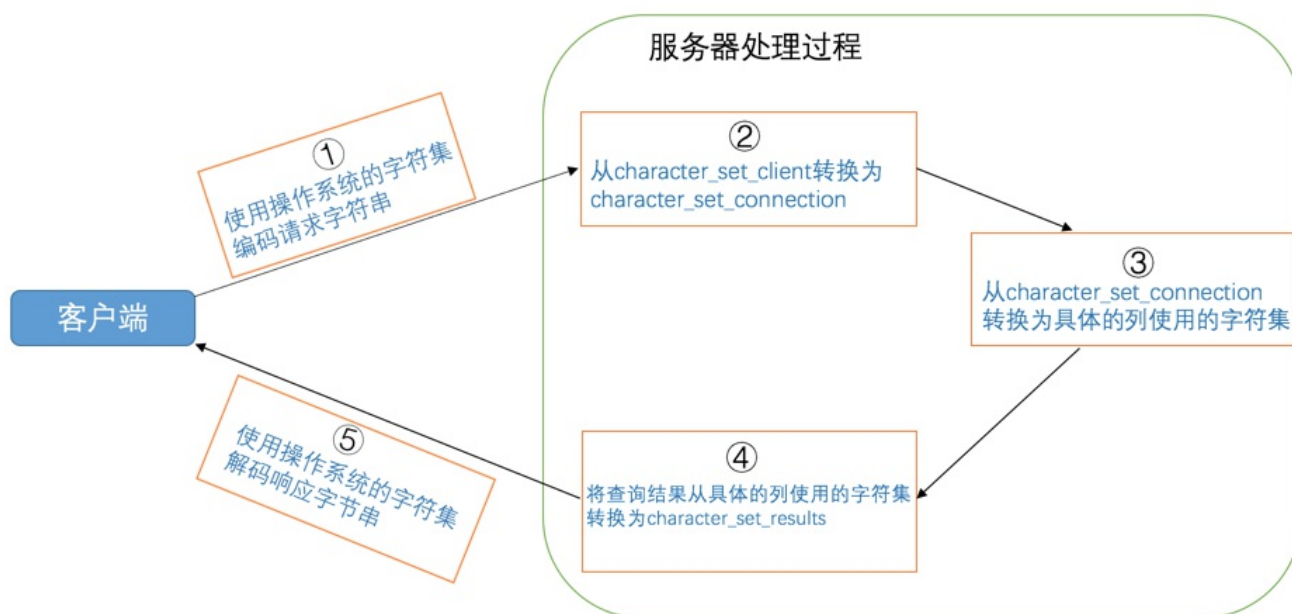 服务器处理过程
①
使用操作系统的字符集
编码请求字符串
②
从character_set_client转换为
character_set_connection
③
从character_set_connection
转换为具体的列使用的字符集
客户端
④
将查询结果从具体的列使用的字符集
转换为character_set_results
⑤
使用操作系统的字符集
解码响应字节串